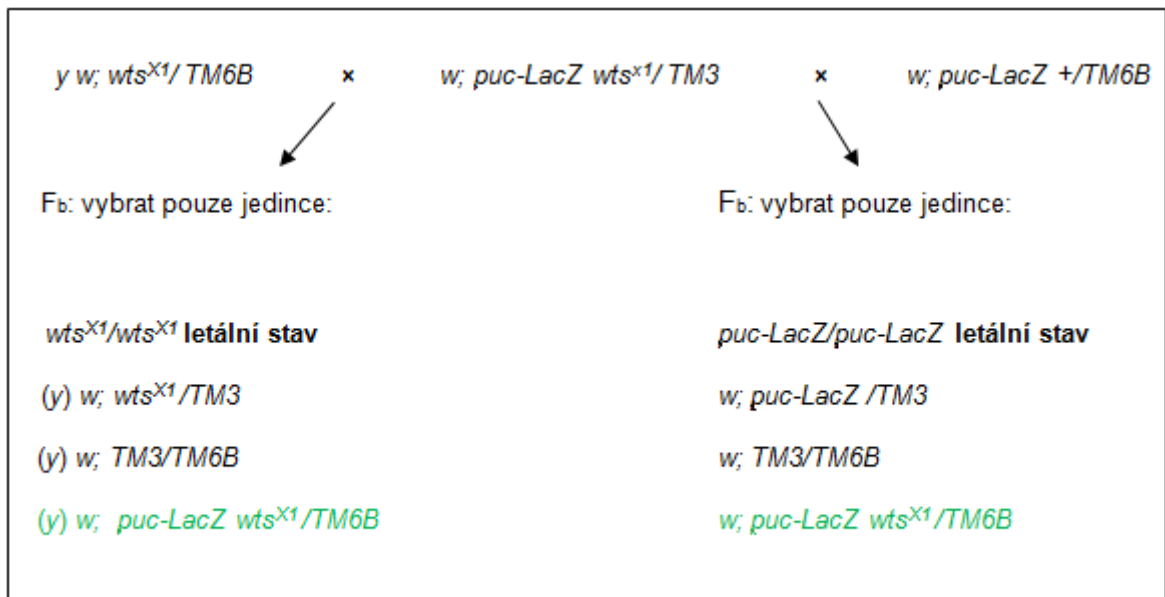 y w; wtsX1/ TM6B × w; puc-LacZ wtsx1/ TM3 × w; puc-LacZ +/TM6B
Fb: vybrat pouze jedince: Fb: vybrat pouze jedince:
wtsX1/wtsX1 letální stav puc-LacZ/puc-LacZ letální stav
(y) w; wtsX1/TM3 w; puc-LacZ /TM3
(y) w; TM3/TM6B w; TM3/TM6B
(y) w; puc-LacZ wtsX1/TM6B w; puc-LacZ wtsX1/TM6B